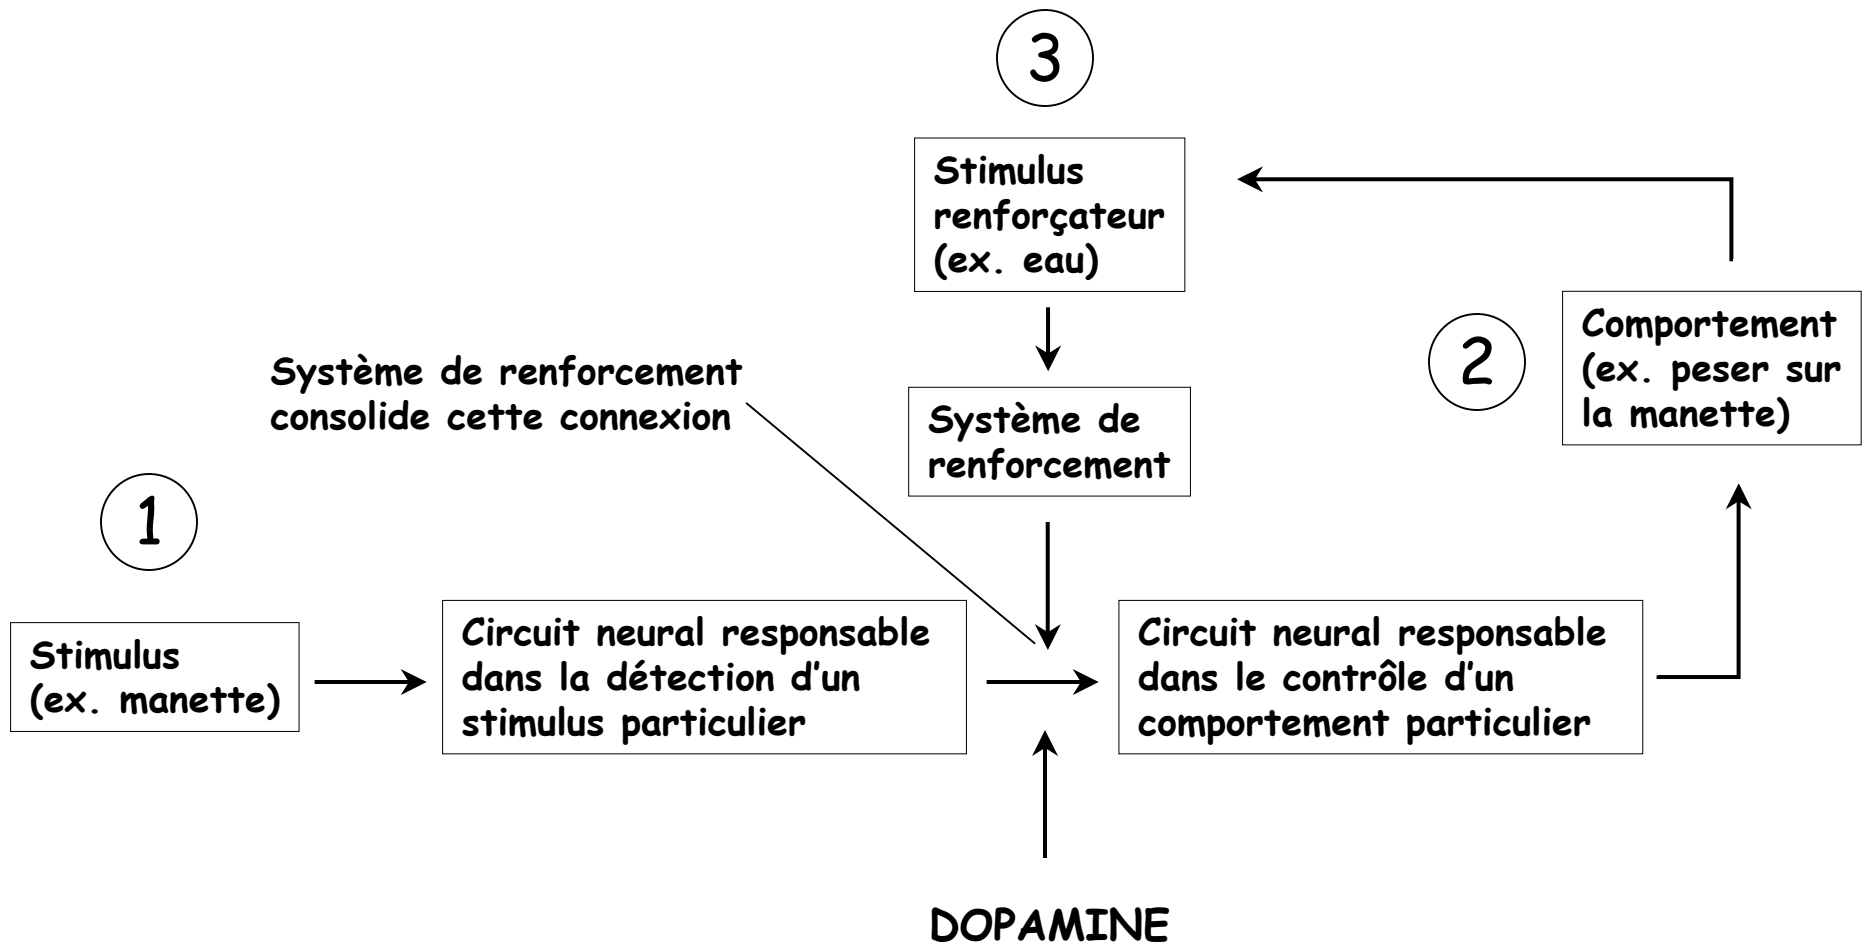 3
Stimulus
renforçateur
(ex. eau)
Comportement
(ex. peser sur
la manette)
2
Système de renforcement
consolide cette connexion
Système de
renforcement
1
Stimulus
(ex. manette)
Circuit neural responsable
dans la détection d'un
stimulus particulier
Circuit neural responsable
dans le contrôle d'un
comportement particulier
DOPAMINE